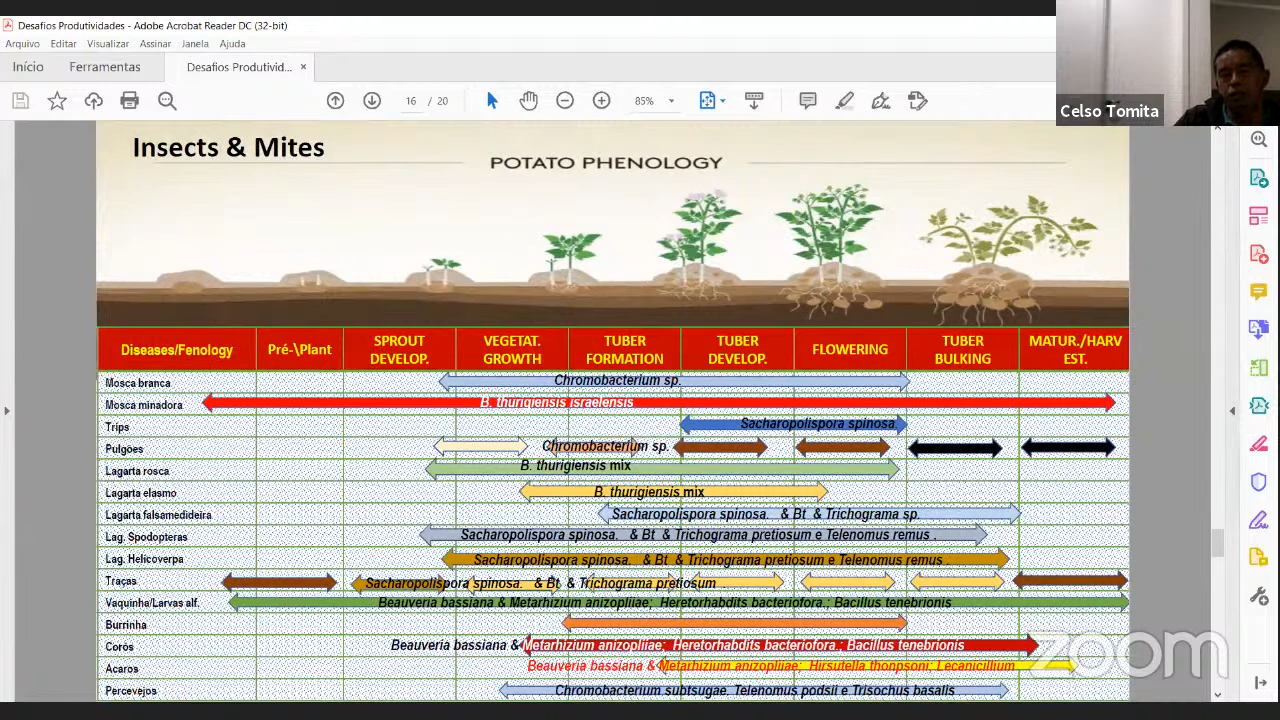 Desafios Produtividades - Adobe Acrobat Reader DC (32-bit)
Arquivo Editar Visualizar Assinar Janela Ajuda
Início Ferramentas Desafios Produtivid... ×
16 / 20 85%
Celso Tomita
Insects & Mites
POTATO PHENOLOGY
Diseases/Fenology Pré-\Plant SPROUT DEVELOP. VEGETAT. GROWTH TUBER FORMATION TUBER DEVELOP. FLOWERING TUBER BULKING MATUR./HARV EST.
Mosca branca Chromobacterium sp.
Mosca minadora B. thurigiensis israelensis
Trips Sacharopolispora spinosa.
Pulgões Chromobacterium sp.
Lagarta rosca B. thurigiensis mix
Lagarta elasmo B. thurigiensis mix
Lagarta falsamedideira Sacharopolispora spinosa. & Bt & Trichograma sp.
Lag. Spodopteras Sacharopolispora spinosa. & Bt & Trichograma pretiosum e Telenomus remus .
Lag. Helicoverpa Sacharopolispora spinosa. & Bt & Trichograma pretiosum e Telenomus remus .
Traças Sacharopolispora spinosa. & Bt & Trichograma pretiosum .
Vaquinha/Larvas alf. Beauveria bassiana & Metarhizium anizopliiae; Heretorhabdits bacteriofora.; Bacillus tenebrionis
Burrinha
Corós Beauveria bassiana & Metarhizium anizopliiae; Heretorhabdits bacteriofora.; Bacillus tenebrionis
Acaros Beauveria bassiana & Metarhizium anizopliiae; Hirsutella thonpsoni; Lecanicillium
Percevejos Chromobacterium subtsugae. Telenomus podsii e Trisochus basalis
zoom